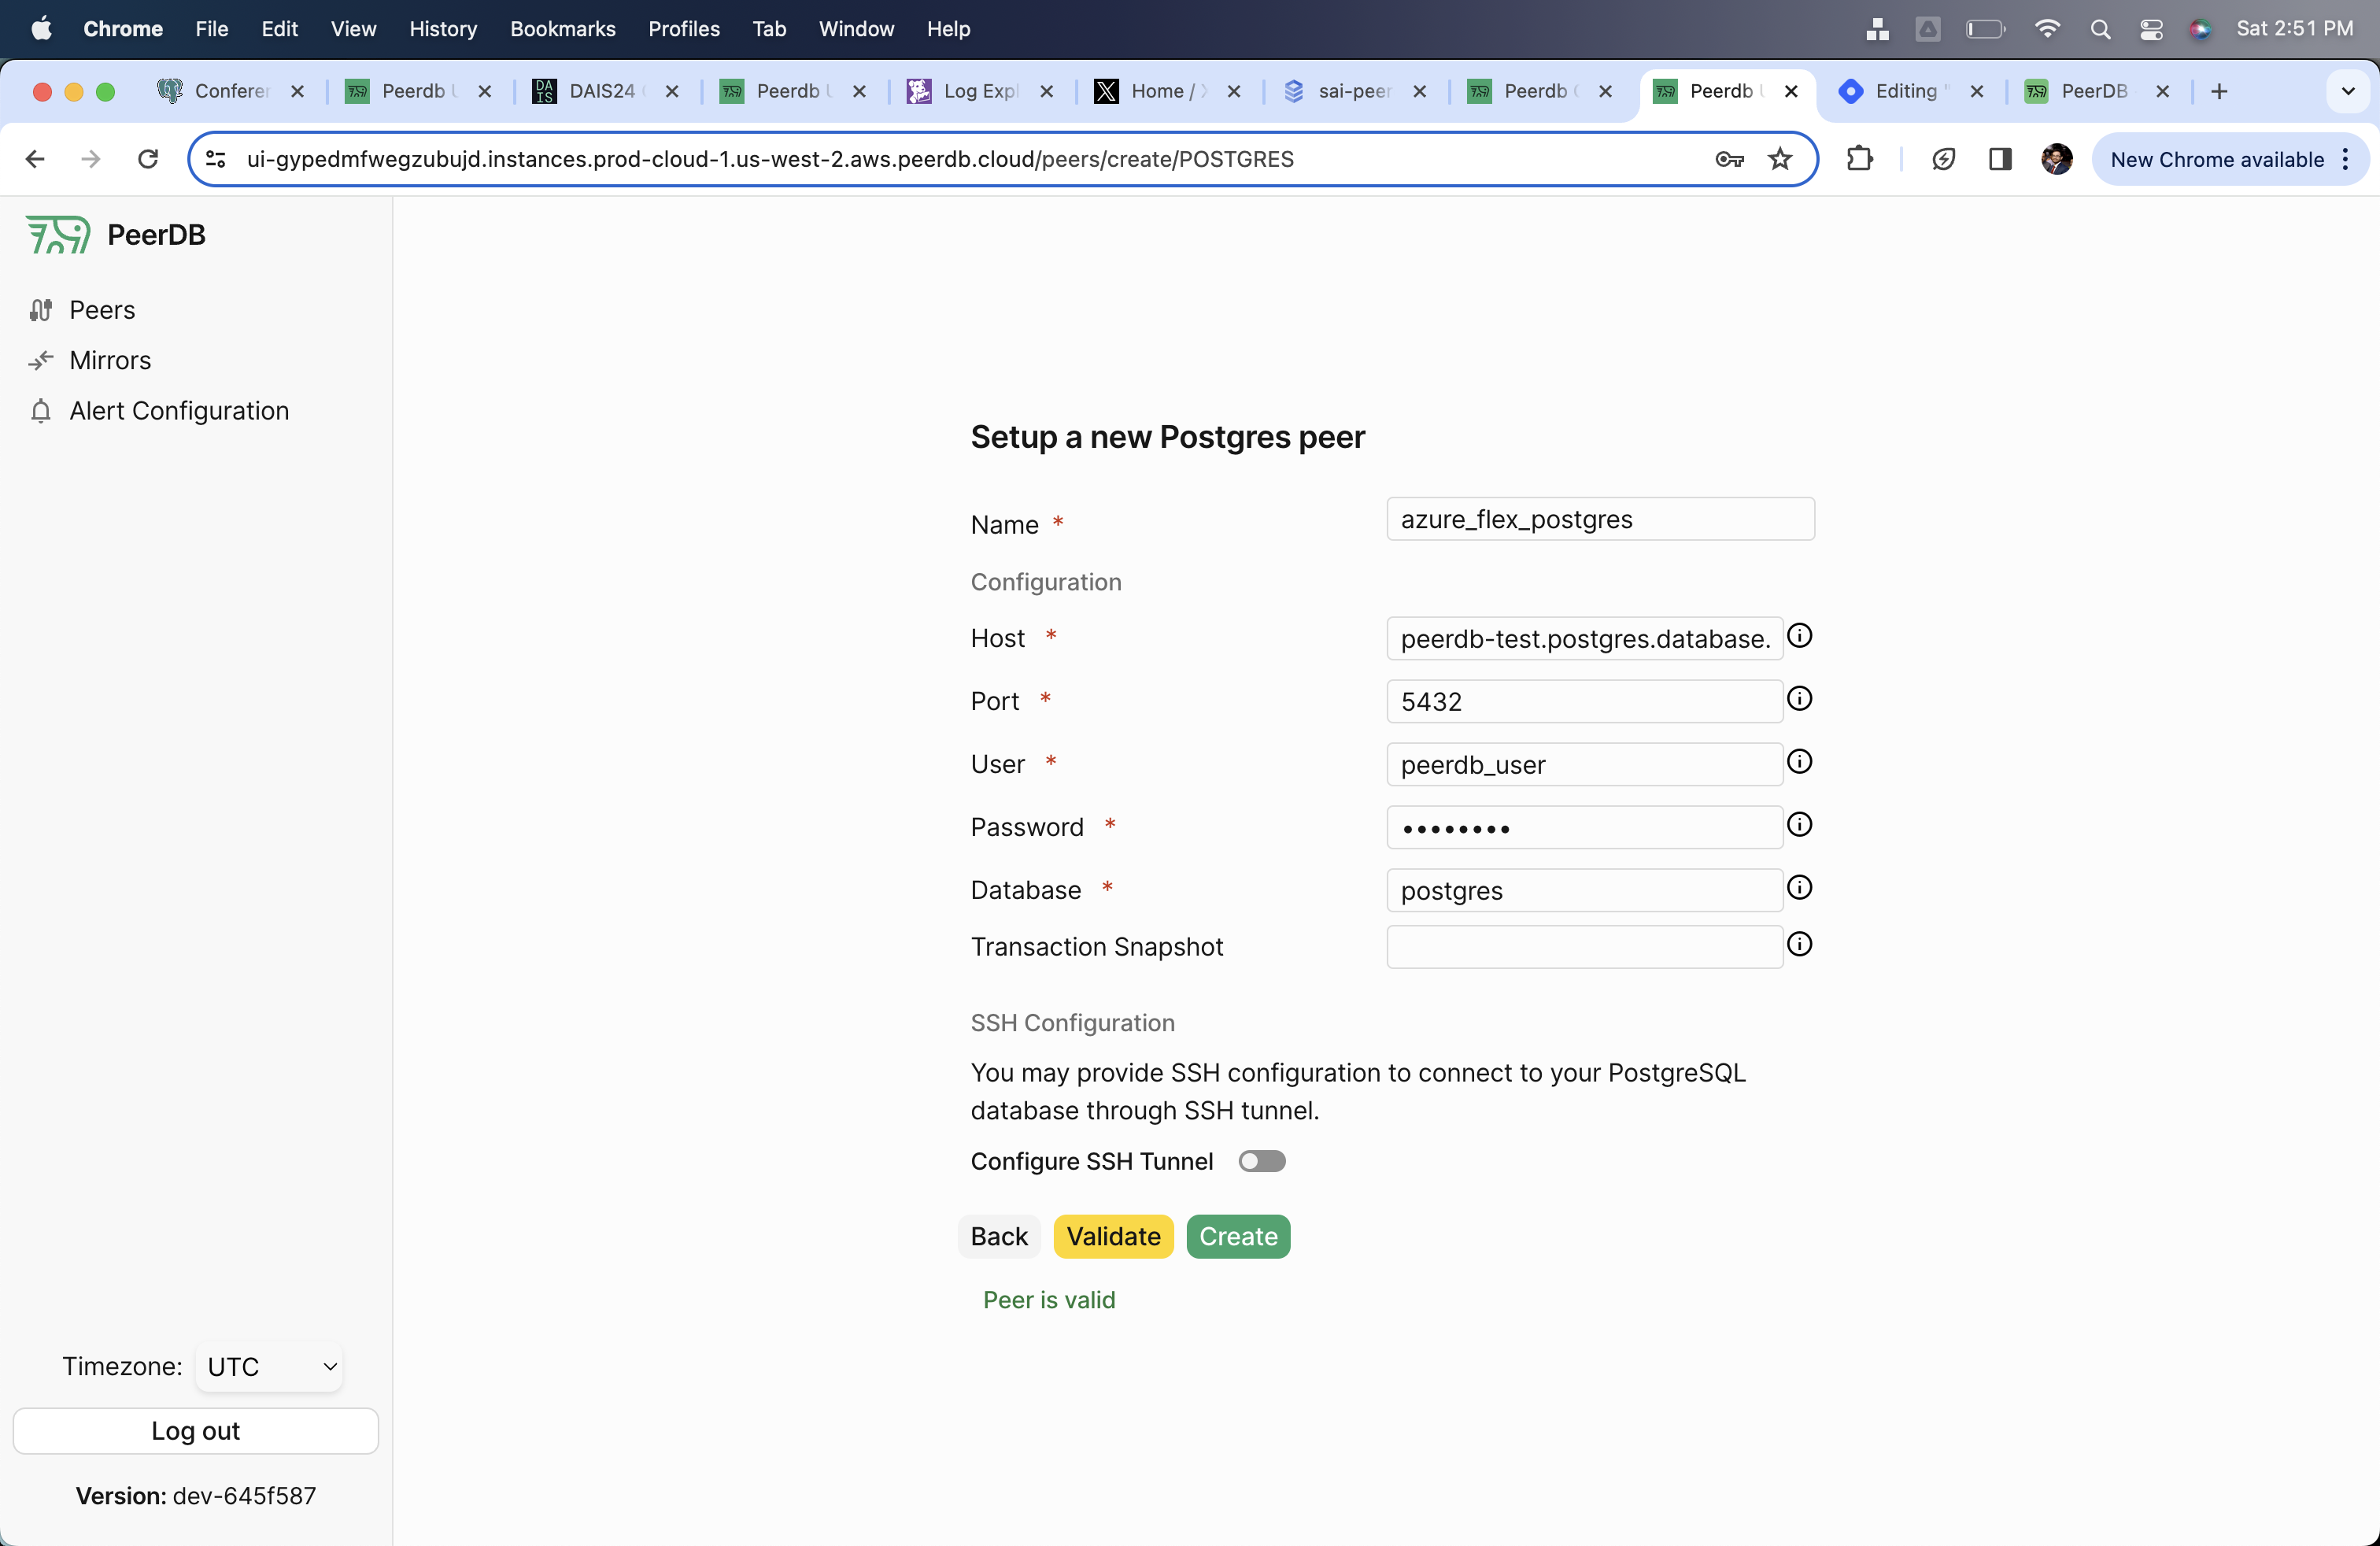 Chrome File Edit View History Bookmarks Profiles Tab Window Help Sat 2:51 PM
Conferen Peerdb U DAIS24 Peerdb U Log Expl Home / X sai-peer Peerdb Peerdb U Editing " PeerDB
ui-gypedmfwegzubujd.instances.prod-cloud-1.us-west-2.aws.peerdb.cloud/peers/create/POSTGRES New Chrome available
PeerDB
Peers
Mirrors
Alert Configuration
Setup a new Postgres peer
Name * azure_flex_postgres
Configuration
Host * peerdb-test.postgres.database.
Port * 5432
User * peerdb_user
Password * ••••••••
Database * postgres
Transaction Snapshot
SSH Configuration
You may provide SSH configuration to connect to your PostgreSQL
database through SSH tunnel.
Configure SSH Tunnel
Back Validate Create
Peer is valid
Timezone: UTC
Log out
Version: dev-645f587